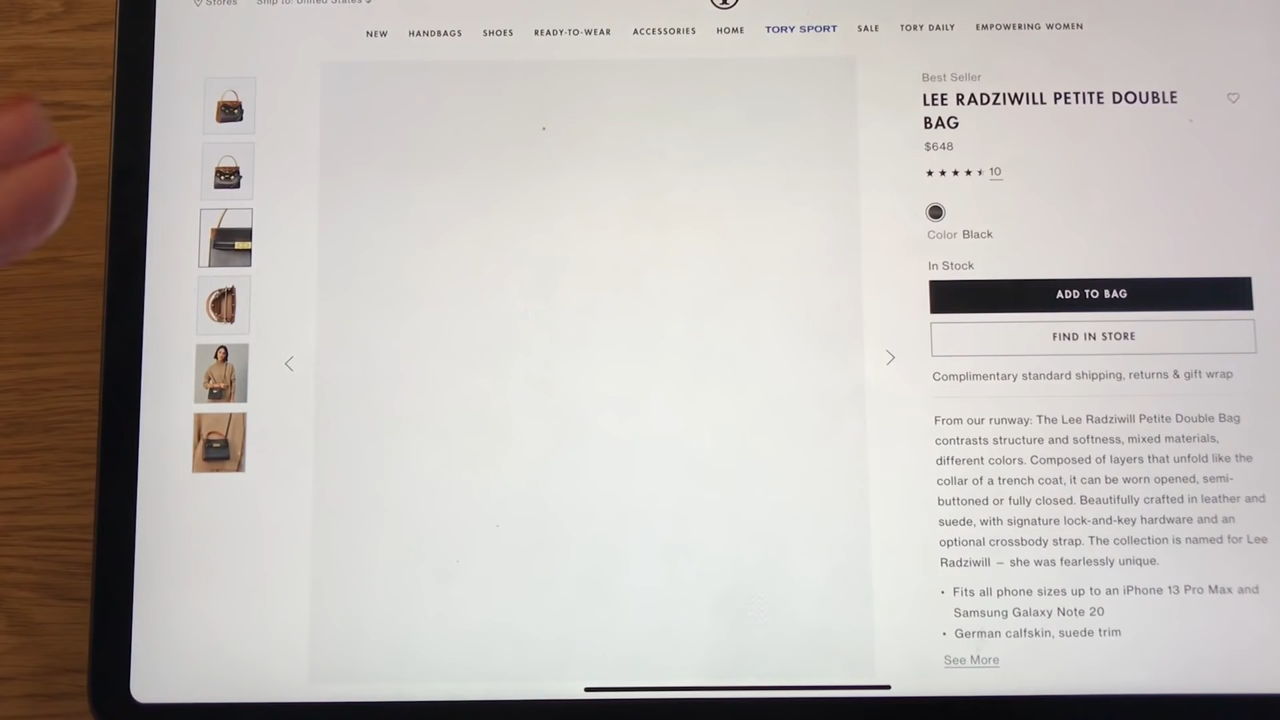 Stores Ship to: United States $
NEW HANDBAGS SHOES READY-TO-WEAR ACCESSORIES HOME TORY SPORT SALE TORY DAILY EMPOWERING WOMEN
Best Seller
LEE RADZIWILL PETITE DOUBLE
BAG
$648
10
Color Black
In Stock
ADD TO BAG
FIND IN STORE
Complimentary standard shipping, returns & gift wrap
From our runway: The Lee Radziwill Petite Double Bag
contrasts structure and softness, mixed materials,
different colors. Composed of layers that unfold like the
collar of a trench coat, it can be worn opened, semi-
buttoned or fully closed. Beautifully crafted in leather and
suede, with signature lock-and-key hardware and an
optional crossbody strap. The collection is named for Lee
Radziwill – she was fearlessly unique.
• Fits all phone sizes up to an iPhone 13 Pro Max and
Samsung Galaxy Note 20
• German calfskin, suede trim
See More